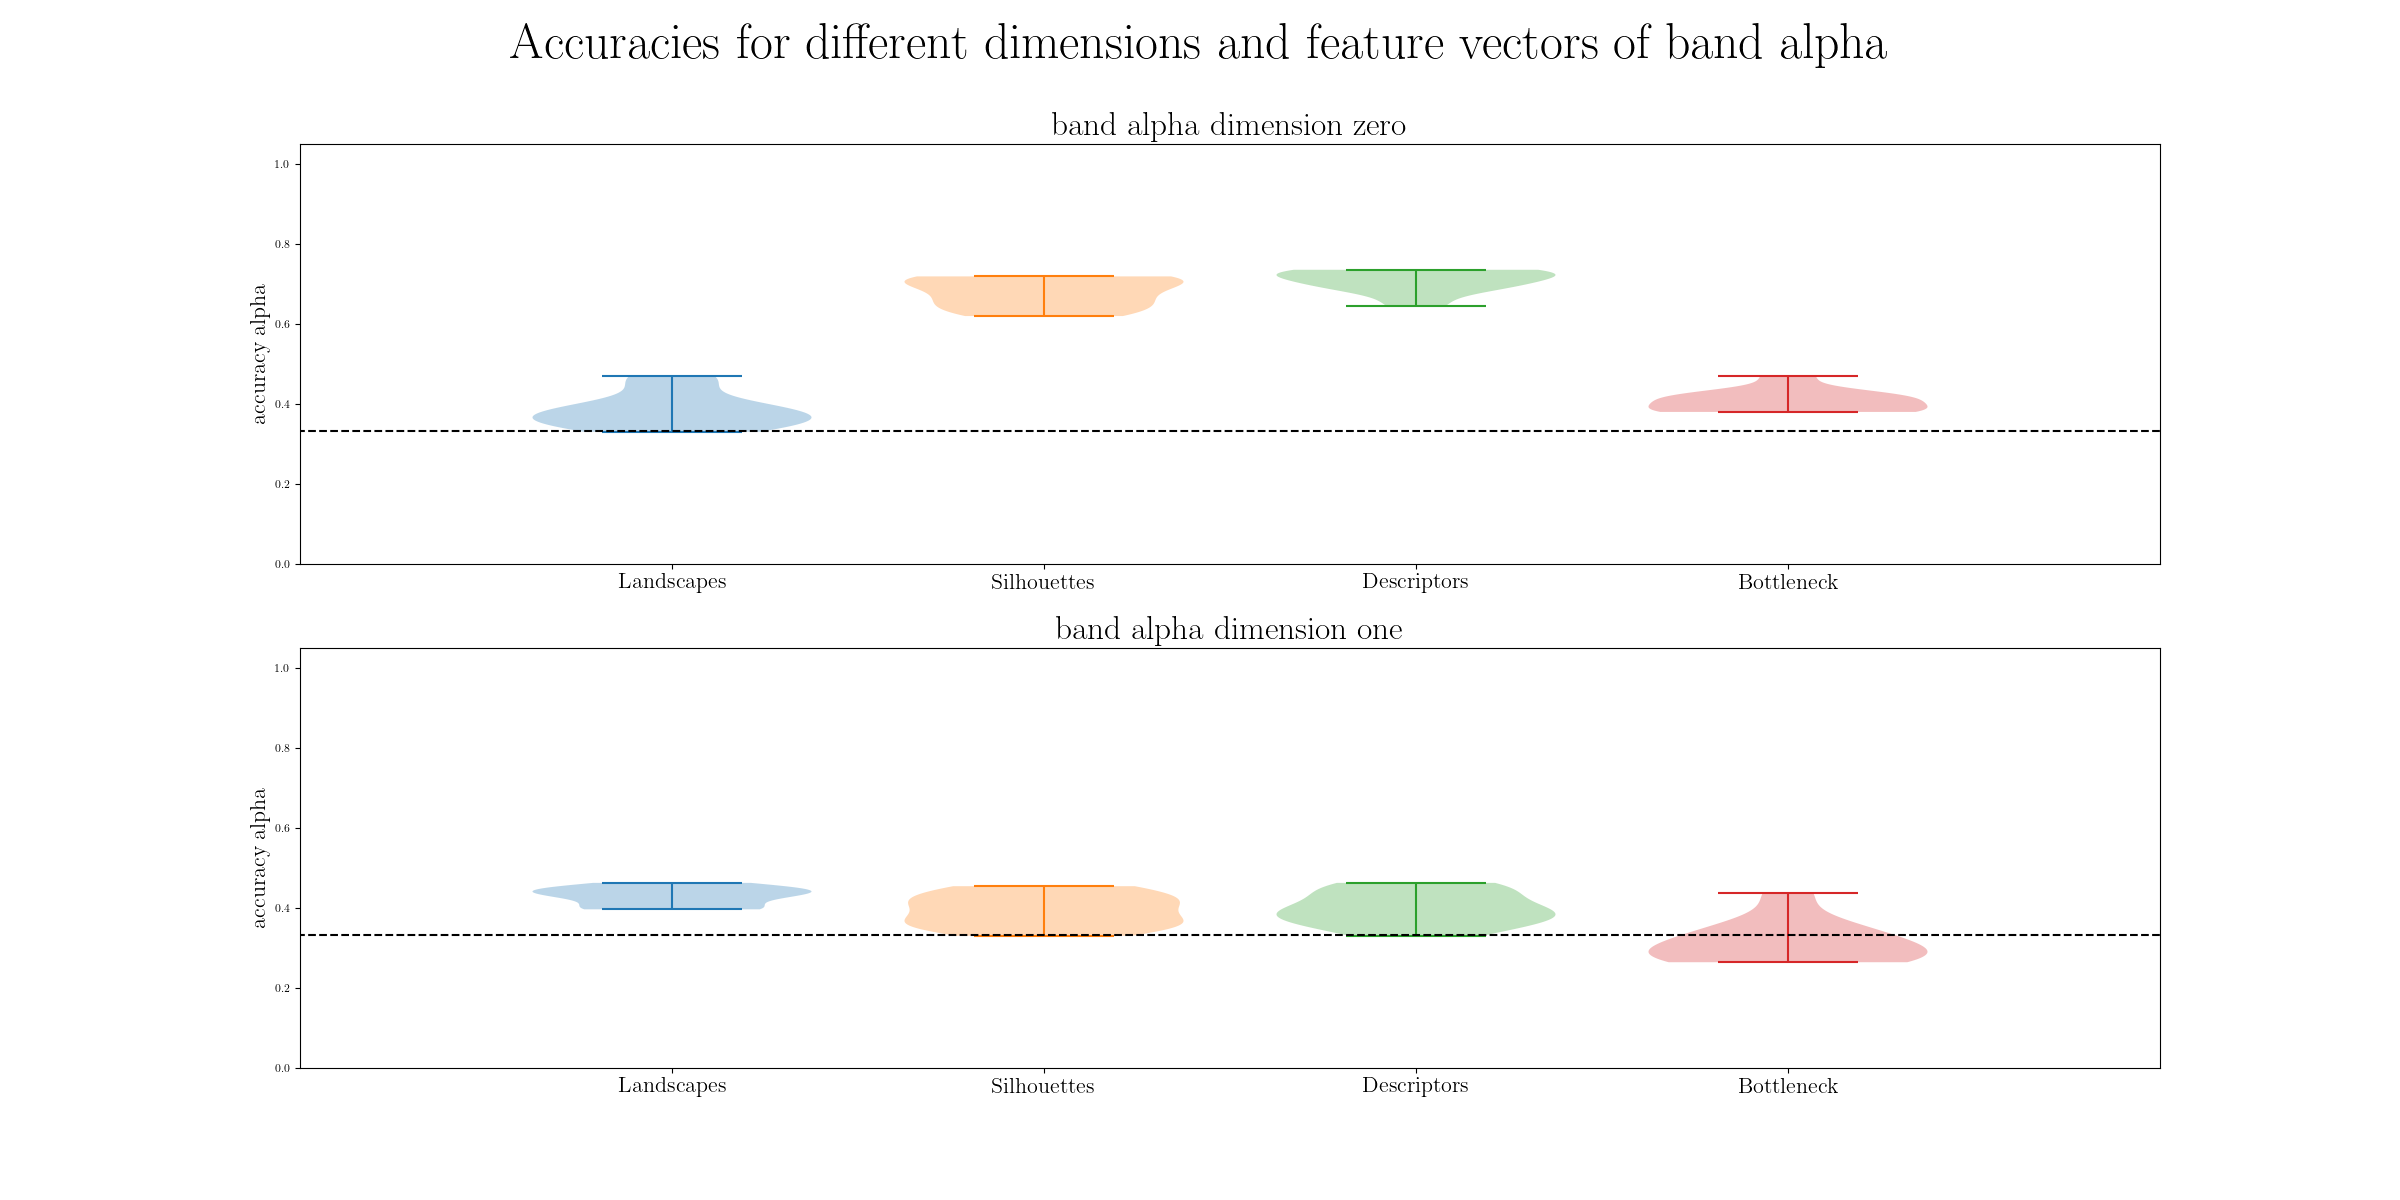 Accuracies for different dimensions and feature vectors of band alpha
band alpha dimension zero
1.0
0.8
0.6
0.4
0.2
0.0
accuracy alpha
Landscapes Silhouettes Descriptors Bottleneck
band alpha dimension one
1.0
0.8
0.6
0.4
0.2
0.0
accuracy alpha
Landscapes Silhouettes Descriptors Bottleneck